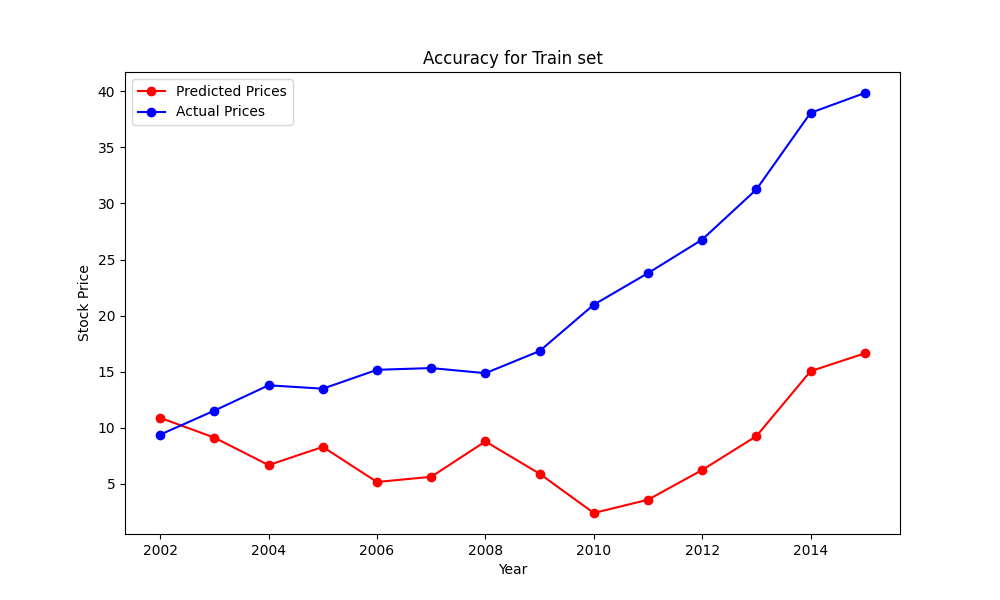 Accuracy for Train set
Predicted Prices
Actual Prices
40
35
30
25
20
15
10
5
Stock Price
2002 2004 2006 2008 2010 2012 2014
Year